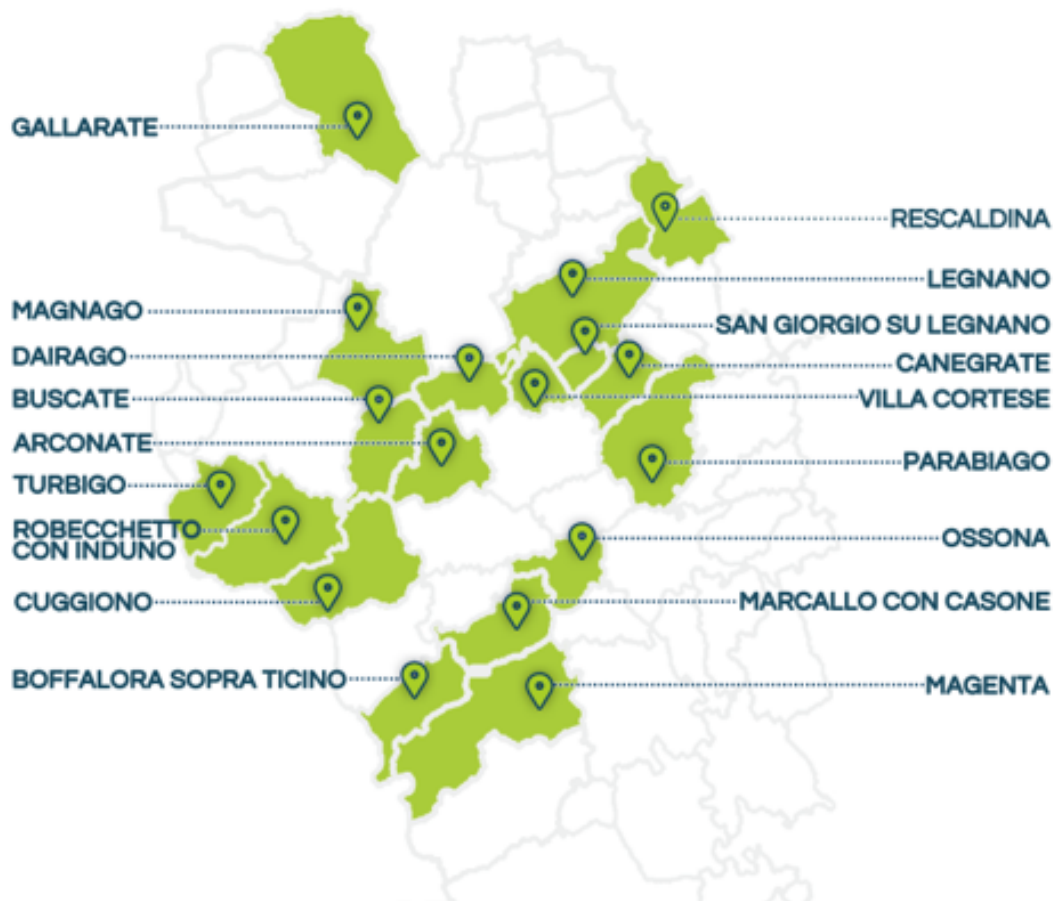 GALLARATE
RESCALDINA
LEGNANO
MAGNAGO
SAN GIORGIO SU LEGNANO
DAIRAGO
CANEGRATE
BUSCATE
VILLA CORTESE
ARCONATE
PARABIAGO
TURBIGO
ROBECCHETTO
CON INDUNO
OSSONA
CUGGIONO
MARCALLO CON CASONE
BOFFALORA SOPRA TICINO
MAGENTA